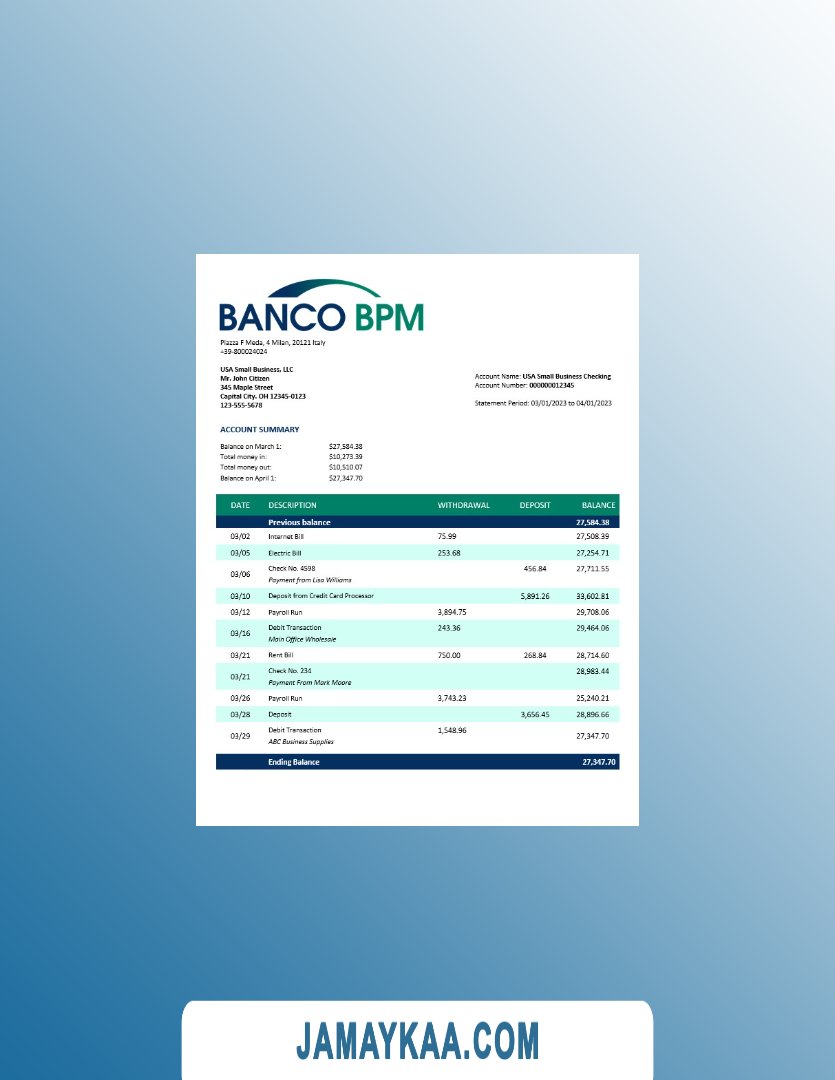 BANCO BPM
Piazza F Meda, 4 Milan, 20121 Italy
+39-800024024
USA Small Business, LLC
Mr. John Citizen
345 Maple Street
Capital City, OH 12345-0123
123-555-5678
Account Name: USA Small Business Checking
Account Number: 000000012345
Statement Period: 03/01/2023 to 04/01/2023
ACCOUNT SUMMARY
Balance on March 1: $27,584.38
Total money in: $10,273.39
Total money out: $10,510.07
Balance on April 1: $27,347.70
DATE DESCRIPTION WITHDRAWAL DEPOSIT BALANCE
Previous balance 27,584.38
03/02 Internet Bill 75.99 27,508.39
03/05 Electric Bill 253.68 27,254.71
03/06 Check No. 4598 456.84 27,711.55
Payment from Lisa Williams
03/10 Deposit from Credit Card Processor 5,891.26 33,602.81
03/12 Payroll Run 3,894.75 29,708.06
03/16 Debit Transaction 243.36 29,464.06
Main Office Wholesale
03/21 Rent Bill 750.00 268.84 28,714.60
03/21 Check No. 234 28,983.44
Payment From Mark Moore
03/26 Payroll Run 3,743.23 25,240.21
03/28 Deposit 3,656.45 28,896.66
03/29 Debit Transaction 1,548.96 27,347.70
ABC Business Supplies
Ending Balance 27,347.70
JAMAYKAA.COM